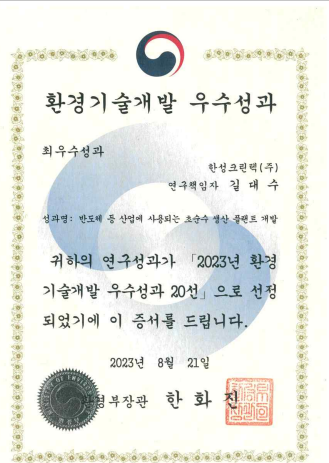 환경기술개발 우수성과
최우수성과
한성크린텍(주)
연구책임자 길대수
성과명: 반도체 등 산업에 사용되는 초순수 생산 플랜트 개발
귀하의 연구성과가 「2023년 환경
기술개발 우수성과 20선」으로 선정
되었기에 이 증서를 드립니다.
2023년 8월 21일
환경부장관 한화진